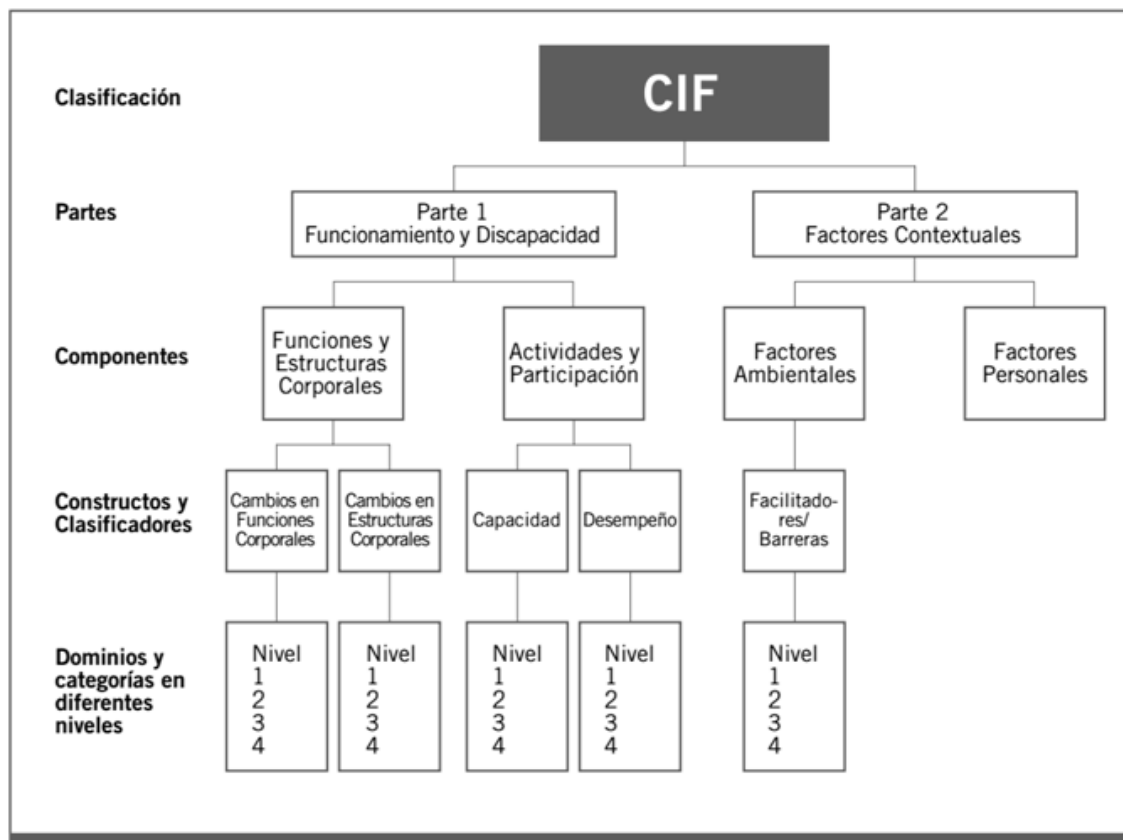 Clasificación
CIF
Partes
Parte 1
Funcionamiento y Discapacidad
Parte 2
Factores Contextuales
Componentes
Funciones y
Estructuras
Corporales
Actividades y
Participación
Factores
Ambientales
Factores
Personales
Constructos y
Clasificadores
Cambios en
Funciones
Corporales
Cambios en
Estructuras
Corporales
Capacidad
Desempeño
Facilitado-
res/
Barreras
Dominios y
categorías en
diferentes
niveles
Nivel
1
2
3
4
Nivel
1
2
3
4
Nivel
1
2
3
4
Nivel
1
2
3
4
Nivel
1
2
3
4